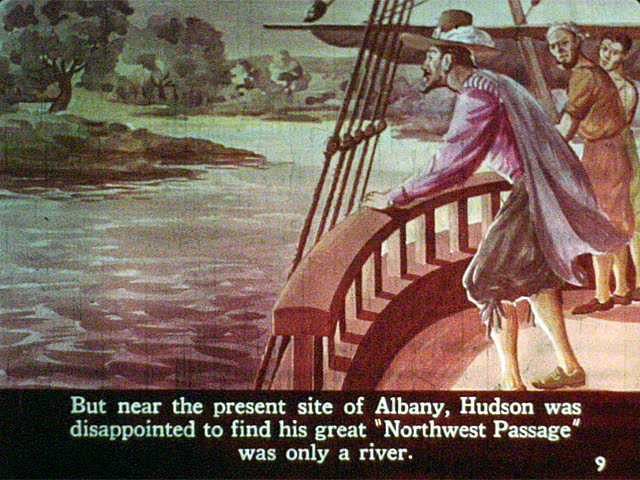 But near the present site of Albany, Hudson was
disappointed to find his great "Northwest Passage"
was only a river.
9